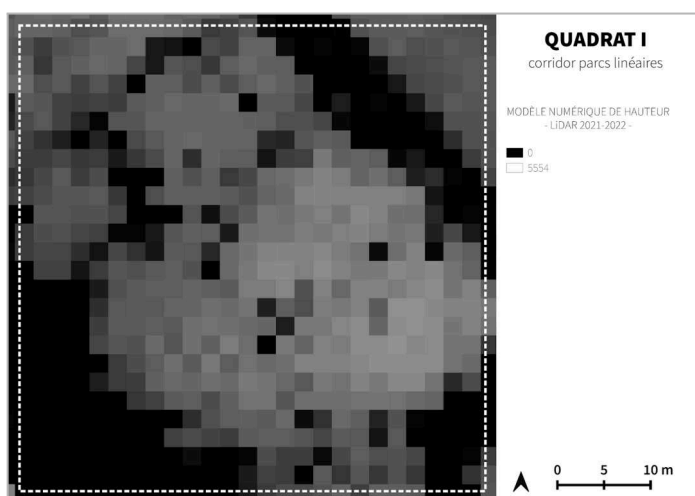 QUADRAT I
corridor parcs linéaires
MODÈLE NUMÉRIQUE DE HAUTEUR
- LiDAR 2021-2022 -
0
5554
0 5 10 m